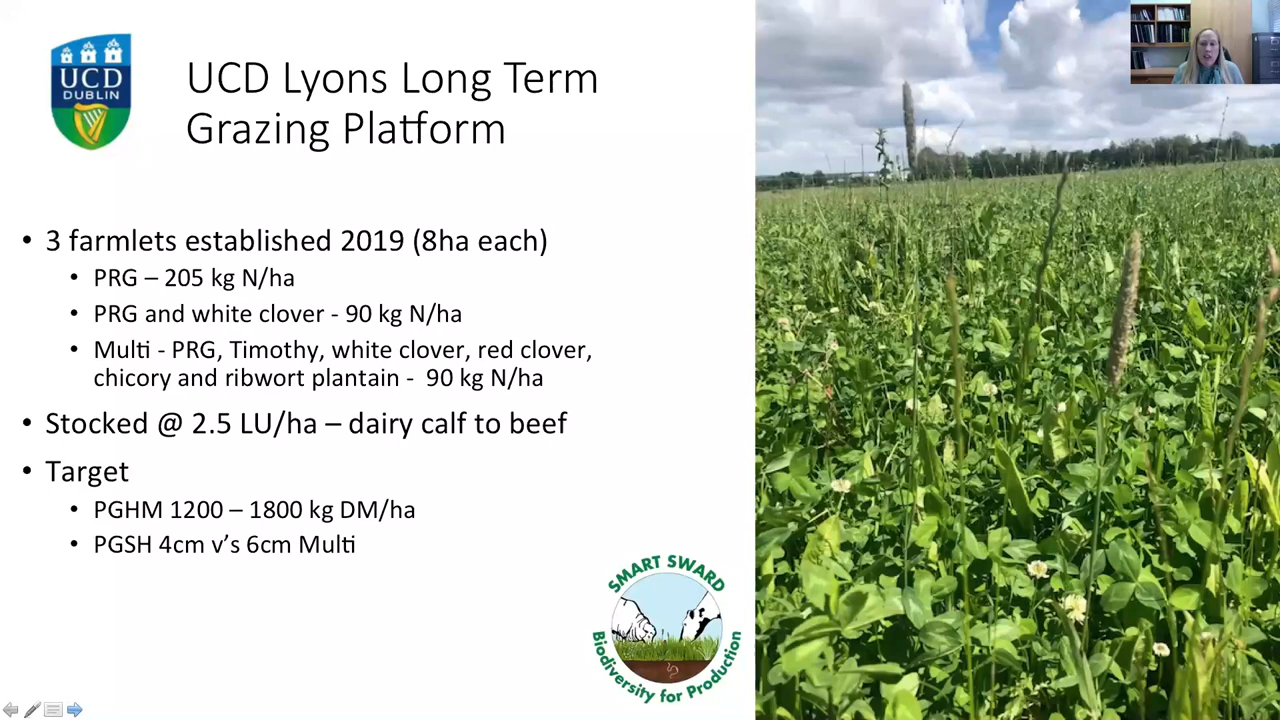 UCD
DUBLIN
UCD Lyons Long Term
Grazing Platform
• 3 farmlets established 2019 (8ha each)
• PRG – 205 kg N/ha
• PRG and white clover - 90 kg N/ha
• Multi - PRG, Timothy, white clover, red clover,
chicory and ribwort plantain -  90 kg N/ha
• Stocked @ 2.5 LU/ha – dairy calf to beef
• Target
• PGHM 1200 – 1800 kg DM/ha
• PGSH 4cm v’s 6cm Multi
SMART SWARD
Biodiversity for Production